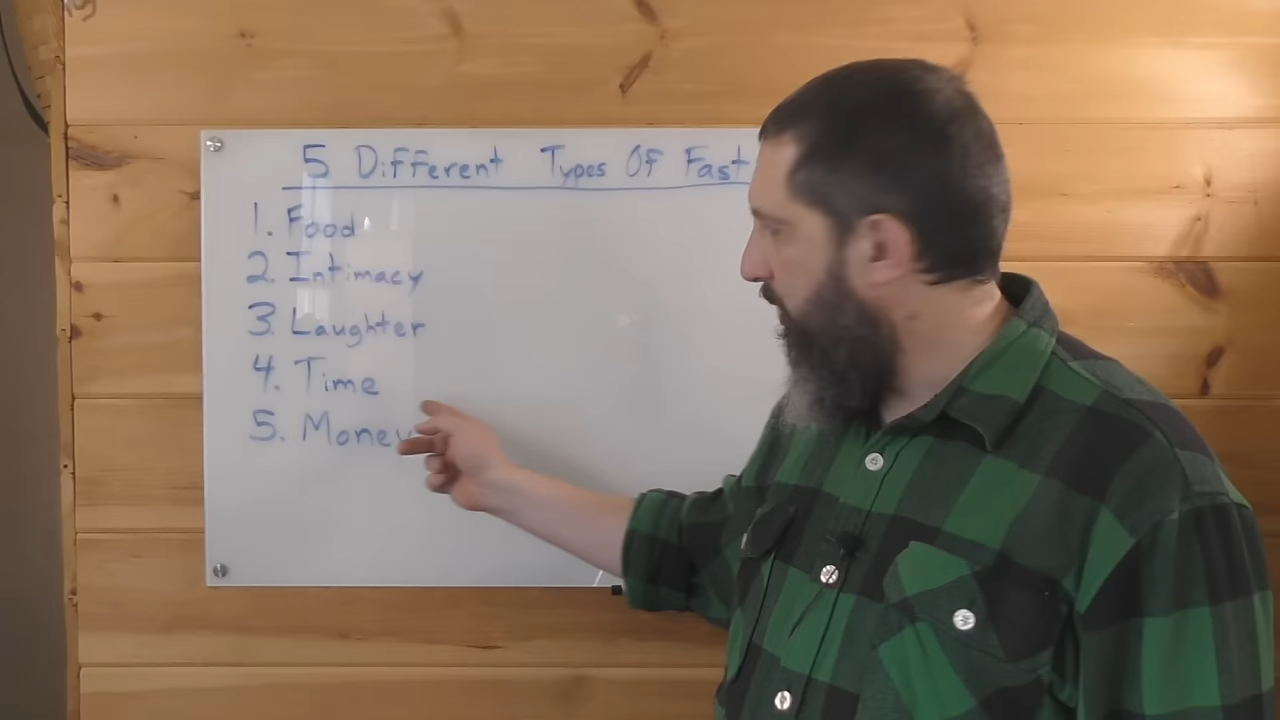 5 Different Types Of Fast
1. Food
2. Intimacy
3. Laughter
4. Time
5. Money